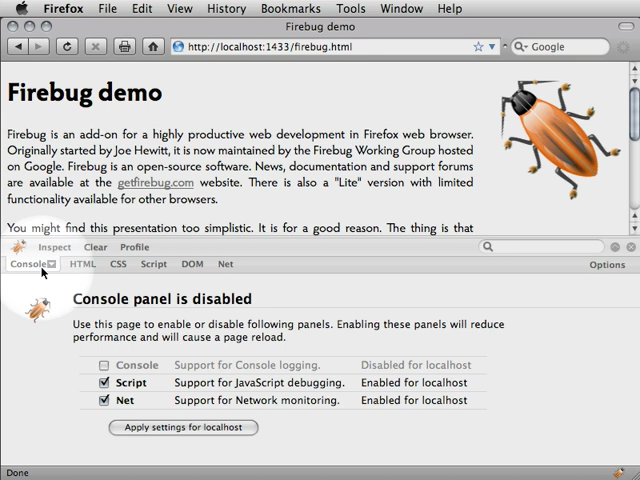 Firefox File Edit View History Bookmarks Tools Window Help
Firebug demo
http://localhost:1433/firebug.html Google
Firebug demo
Firebug is an add-on for a highly productive web development in Firefox web browser.
Originally started by Joe Hewitt, it is now maintained by the Firebug Working Group hosted
on Google. Firebug is an open-source software. News, documentation and support forums
are available at the getfirebug.com website. There is also a "Lite" version with limited
functionality available for other browsers.
You might find this presentation too simplistic. It is for a good reason. The thing is that
Inspect Clear Profile
Console HTML CSS Script DOM Net Options
Console panel is disabled
Use this page to enable or disable following panels. Enabling these panels will reduce
performance and will cause a page reload.
Console Support for Console logging. Disabled for localhost
Script Support for JavaScript debugging. Enabled for localhost
Net Support for Network monitoring. Enabled for localhost
Apply settings for localhost
Done